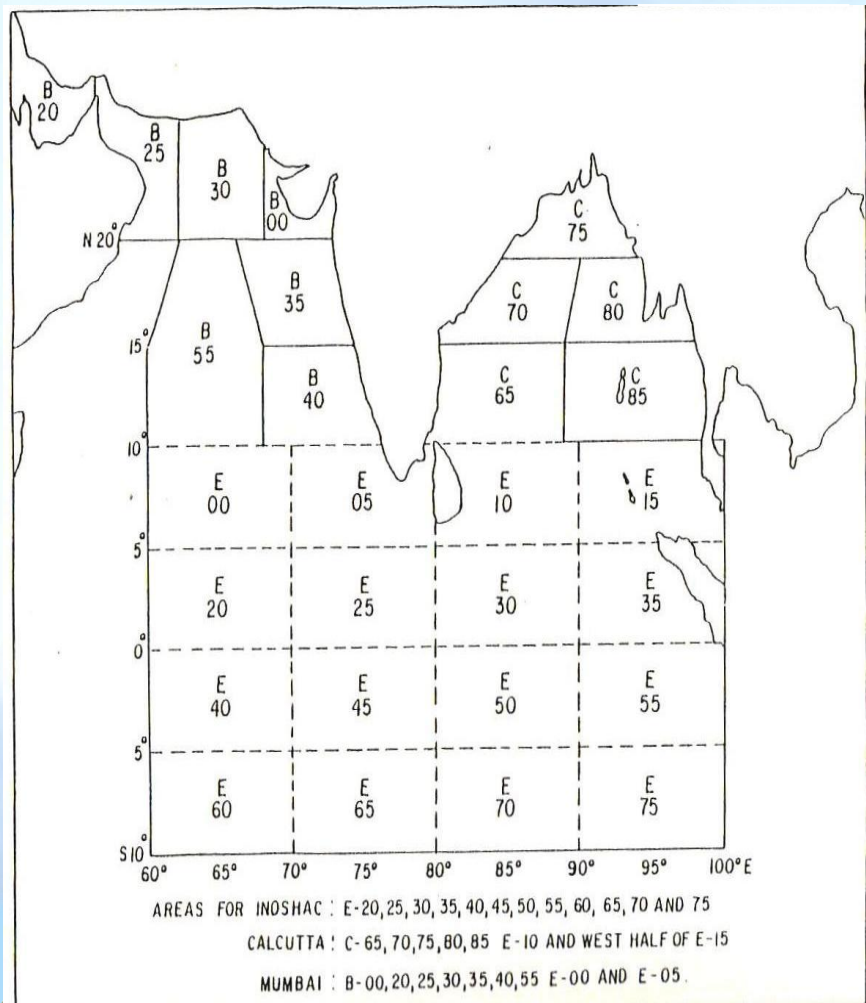 B
20
B
25
B
30
B
00
C
75
N 20°
B
35
C
70
C
80
15°
B
55
B
40
C
65
C
85
10°
E
00
E
05
E
10
E
15
5°
E
20
E
25
E
30
E
35
0°
E
40
E
45
E
50
E
55
5°
E
60
E
65
E
70
E
75
S10°
60° 65° 70° 75° 80° 85° 90° 95° 100°E
AREAS FOR INOSHAC : E-20,25,30,35,40,45,50,55,60,65,70 AND 75
CALCUTTA : C-65,70,75,80,85 E-10 AND WEST HALF OF E-15
MUMBAI : B-00,20,25,30,35,40,55 E-00 AND E-05.